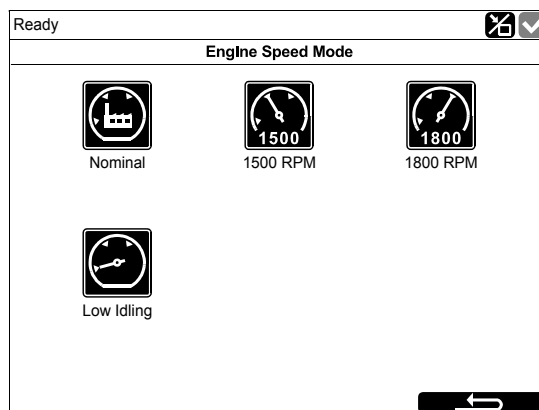 Ready
EngIne Speed Mode
1500
1800
Nominal
1500 RPM
1800 RPM
Low Idling